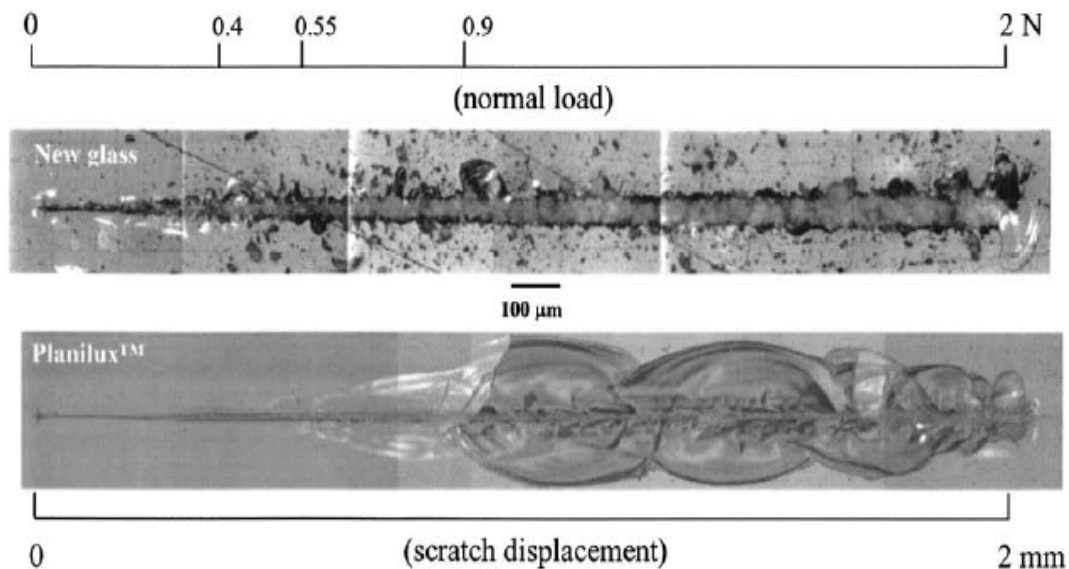 0 0.4 0.55 0.9 2 N
(normal load)
New glass
100 μm
Planilux™
0 (scratch displacement) 2 mm